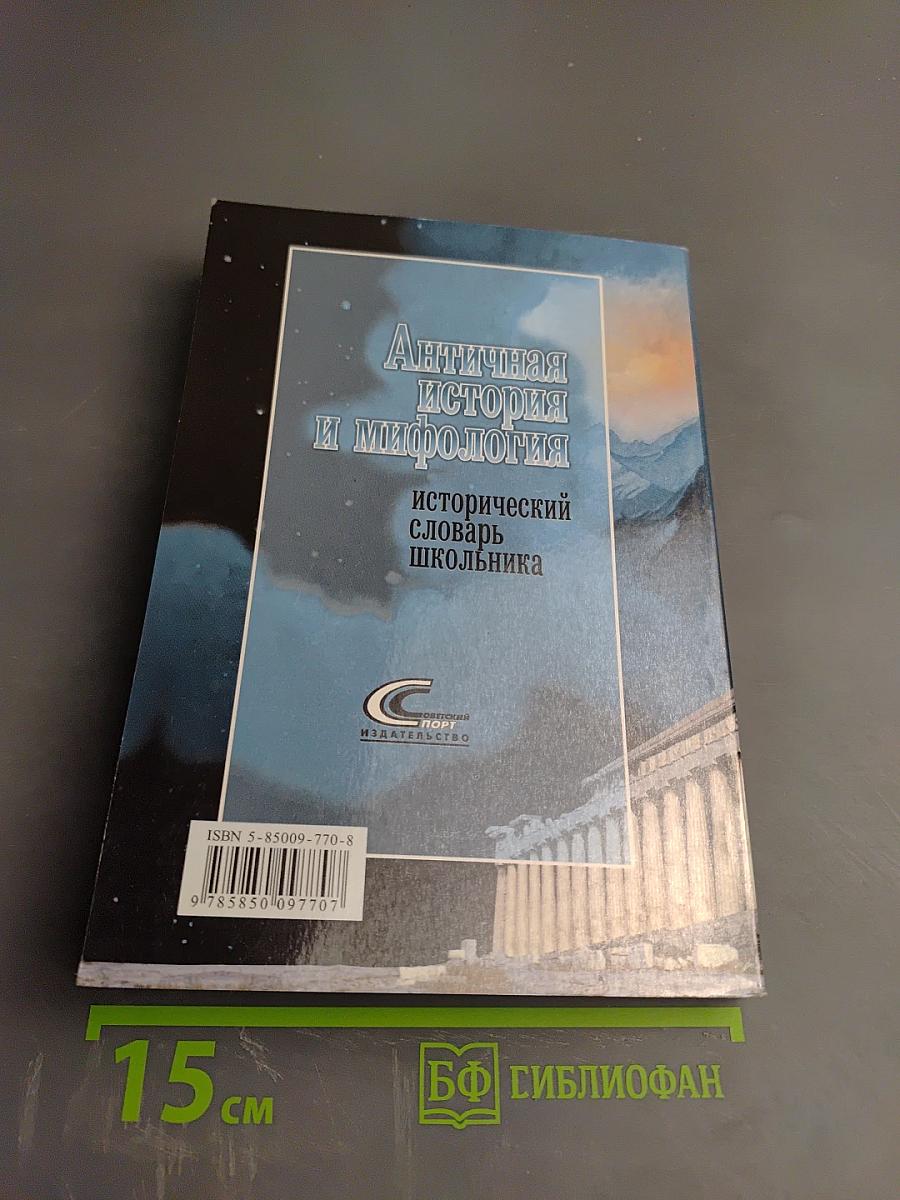 Античная
история
и мифология
исторический
словарь
школьника
СОВЕТСКИЙ
СПОРТ
ИЗДАТЕЛЬСТВО
ISBN 5-85009-770-8
9 785850 097707
15 см
БФ БИБЛИОФАН